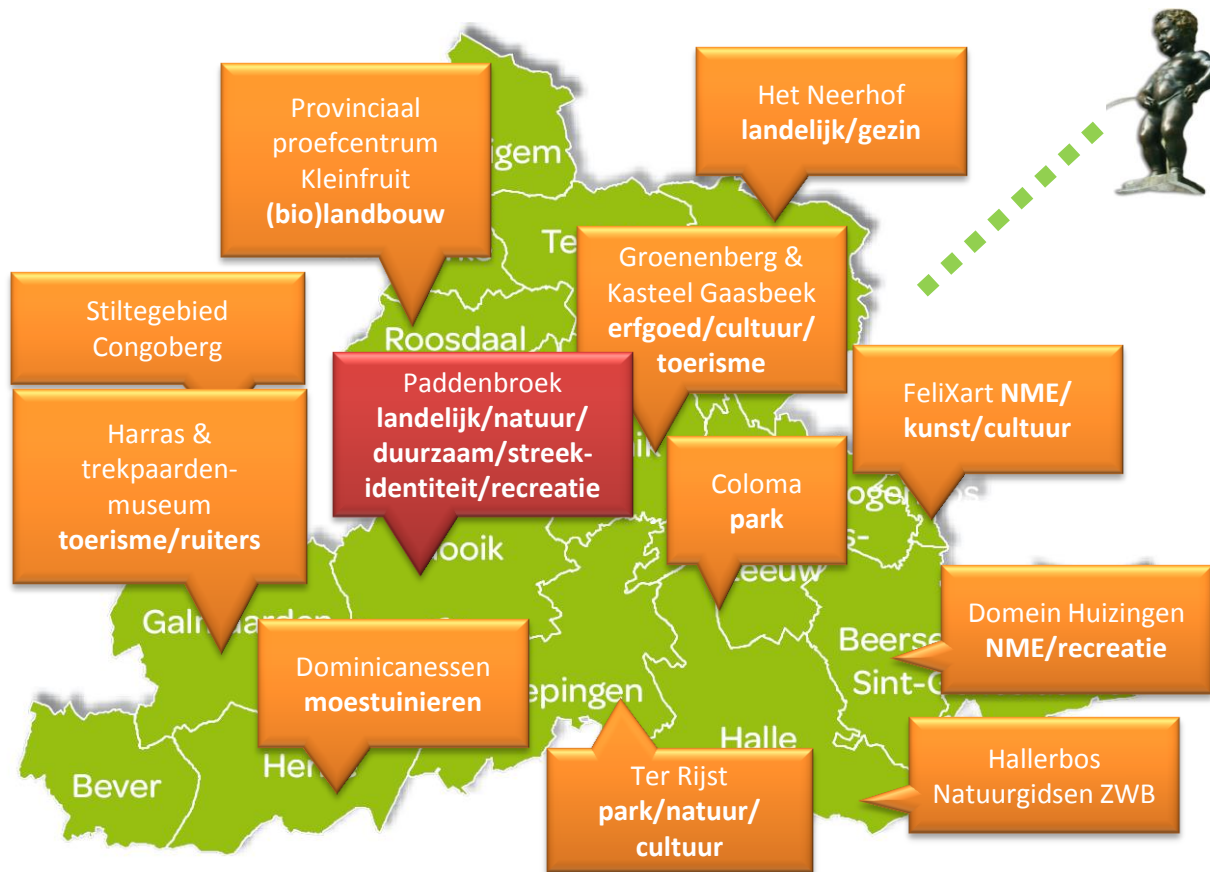 Provinciaal
proefcentrum
Kleinfruit
(bio)landbouw
Het Neerhof
landelijk/gezin
Groenenberg &
Kasteel Gaasbeek
erfgoed/cultuur/
toerisme
Stiltegebied
Congoberg
Roosdaal
Paddenbroek
landelijk/natuur/
duurzaam/streek-
identiteit/recreatie
FeliXart NME/
kunst/cultuur
Harras &
trekpaarden-
museum
toerisme/ruiters
Coloma
park
Domein Huizingen
NME/recreatie
Dominicanessen
moestuinieren
Bever
Halle
Ter Rijst
park/natuur/
cultuur
Hallerbos
Natuurgidsen ZWB